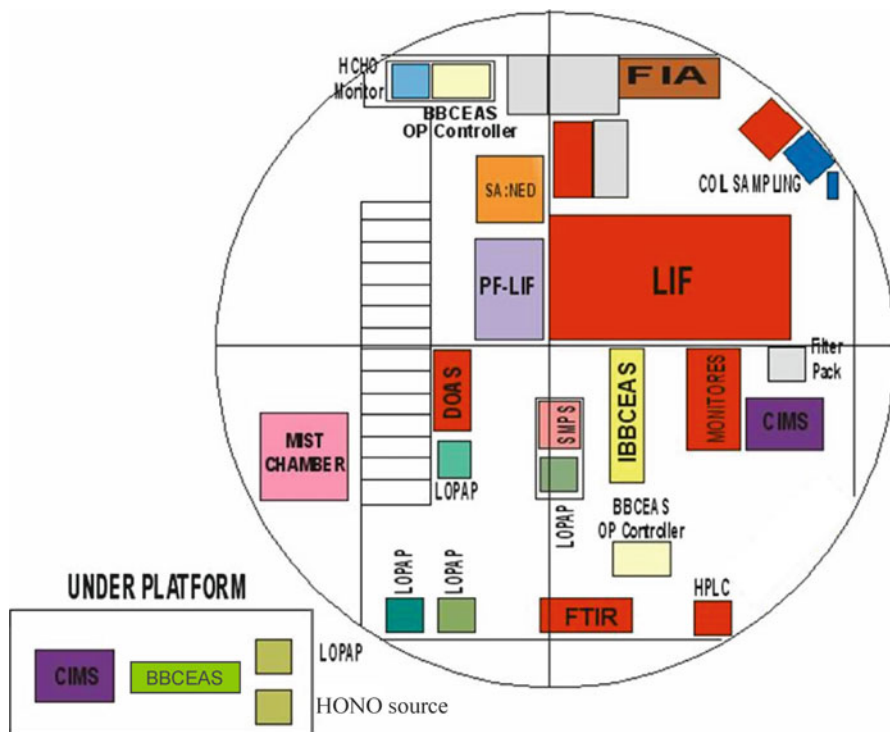 HCHO
Monitor
BBCEAS
OP Controller
FIA
COL SAMPLING
SA:NED
PF-LIF
LIF
Filter
Pack
DOAS
SMPS
IBBCEAS
MONITORES
CIMS
MIST
CHAMBER
LOPAP
LOPAP
BBCEAS
OP Controller
LOPAP
LOPAP
FTIR
HPLC
UNDER PLATFORM
CIMS
BBCEAS
LOPAP
HONO source